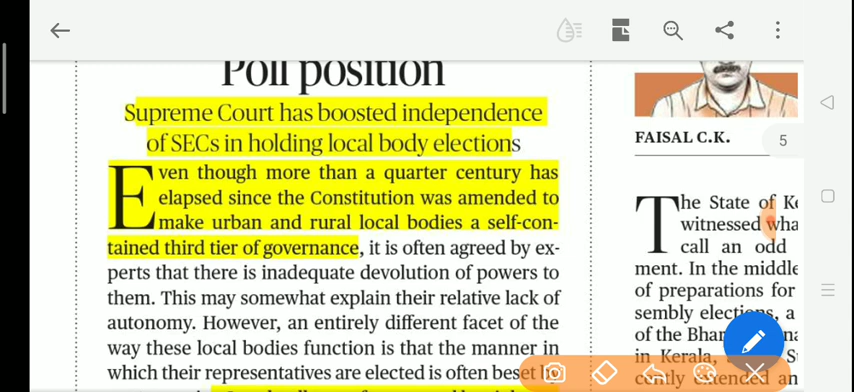 Poll position
Supreme Court has boosted independence
of SECs in holding local body elections
Even though more than a quarter century has
elapsed since the Constitution was amended to
make urban and rural local bodies a self-con-
tained third tier of governance, it is often agreed by ex-
perts that there is inadequate devolution of powers to
them. This may somewhat explain their relative lack of
autonomy. However, an entirely different facet of the
way these local bodies function is that the manner in
which their representatives are elected is often beset by
FAISAL C.K.
5
The State of
witnessed
call an odd
ment. In the middle
of preparations for
sembly elections, a
of the
in Kerala,
extended